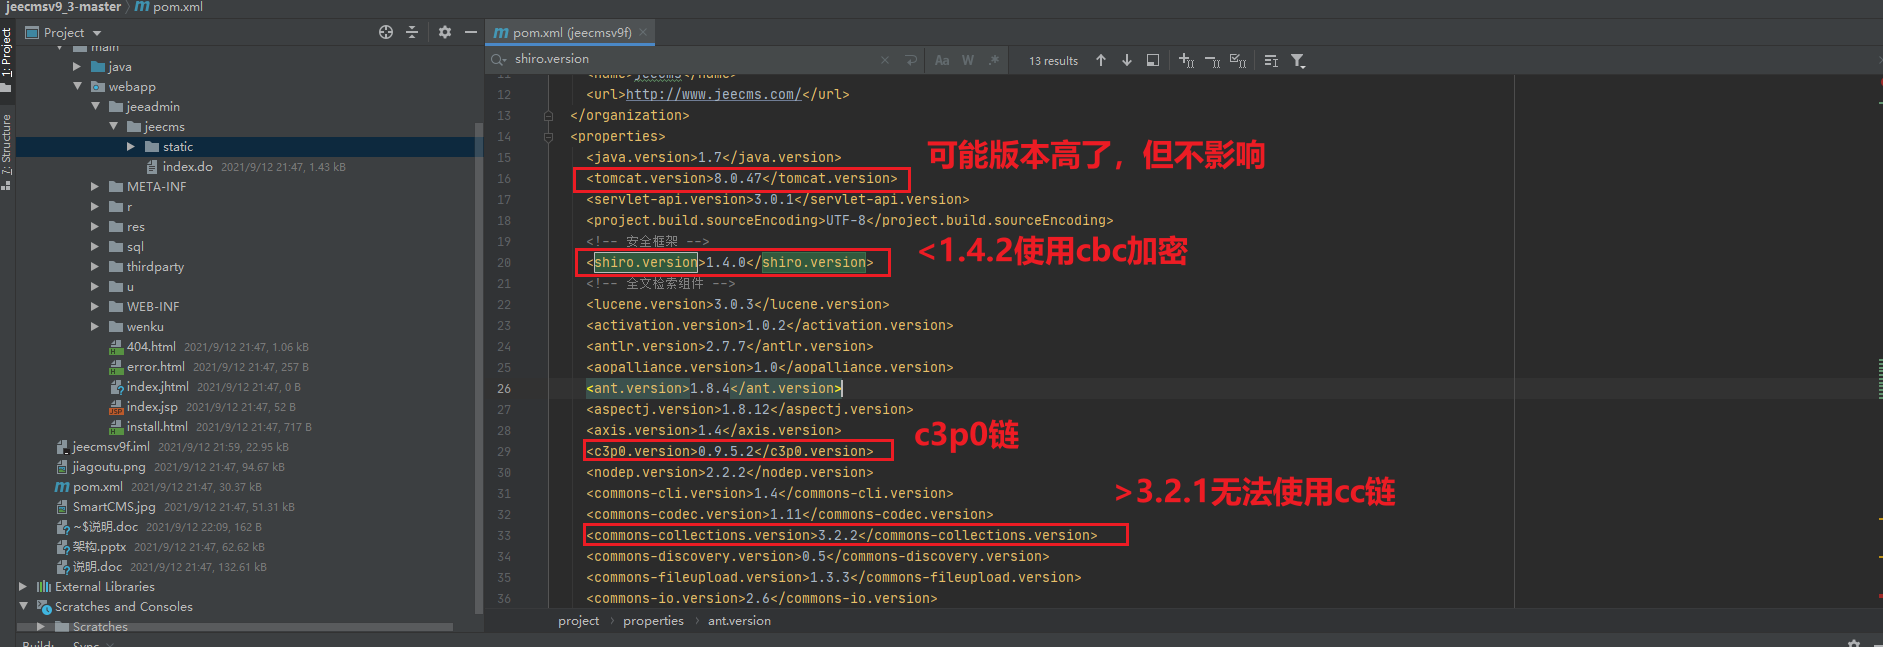 jeecmsv9_3-master
pom.xml
1: Project
7: Structure
Project
main
java
webapp
jeeadmin
jeecms
static
index.do 2021/9/12 21:47, 1.43 kB
META-INF
r
res
sql
thirdparty
u
WEB-INF
wenku
404.html 2021/9/12 21:47, 1.06 kB
error.html 2021/9/12 21:47, 257 B
index.jhtml 2021/9/12 21:47, 0 B
index.jsp 2021/9/12 21:47, 52 B
install.html 2021/9/12 21:47, 717 B
jeecmsv9f.iml 2021/9/12 21:59, 22.95 kB
jiagoutu.png 2021/9/12 21:47, 94.67 kB
pom.xml 2021/9/12 21:47, 30.37 kB
SmartCMS.jpg 2021/9/12 21:47, 51.31 kB
~$说明.doc 2021/9/12 22:09, 162 B
架构.pptx 2021/9/12 21:47, 62.62 kB
说明.doc 2021/9/12 21:47, 132.61 kB
External Libraries
Scratches and Consoles
Scratches
Build: Sync
pom.xml (jeecmsv9f)
shiro.version
Aa W .*
13 results
11 <name>jeecms</name>
12 <url>http://www.jeecms.com/</url>
13 </organization>
14 <properties>
15 <java.version>1.7</java.version>
可能版本高了，但不影响
16 <tomcat.version>8.0.47</tomcat.version>
17 <servlet-api.version>3.0.1</servlet-api.version>
18 <project.build.sourceEncoding>UTF-8</project.build.sourceEncoding>
19 <!-- 安全框架 -->
<1.4.2使用cbc加密
20 <shiro.version>1.4.0</shiro.version>
21 <!-- 全文检索组件 -->
22 <lucene.version>3.0.3</lucene.version>
23 <activation.version>1.0.2</activation.version>
24 <antlr.version>2.7.7</antlr.version>
25 <aopalliance.version>1.0</aopalliance.version>
26 <ant.version>1.8.4</ant.version>
27 <aspectj.version>1.8.12</aspectj.version>
28 <axis.version>1.4</axis.version>
c3p0链
29 <c3p0.version>0.9.5.2</c3p0.version>
30 <nodep.version>2.2.2</nodep.version>
31 <commons-cli.version>1.4</commons-cli.version>
>3.2.1无法使用cc链
32 <commons-codec.version>1.11</commons-codec.version>
33 <commons-collections.version>3.2.2</commons-collections.version>
34 <commons-discovery.version>0.5</commons-discovery.version>
35 <commons-fileupload.version>1.3.3</commons-fileupload.version>
36 <commons-io.version>2.6</commons-io.version>
project › properties › ant.version